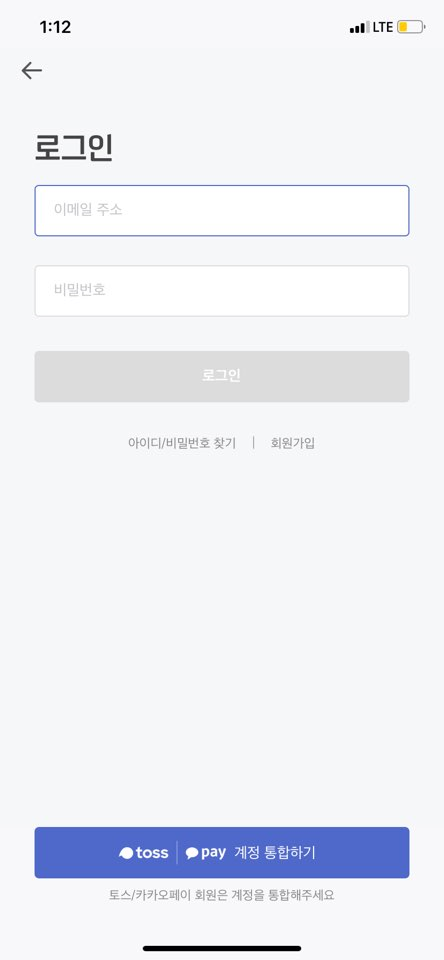 1:12 LTE
로그인
이메일 주소
비밀번호
로그인
아이디/비밀번호 찾기 | 회원가입
toss | pay 계정 통합하기
토스/카카오페이 회원은 계정을 통합해주세요